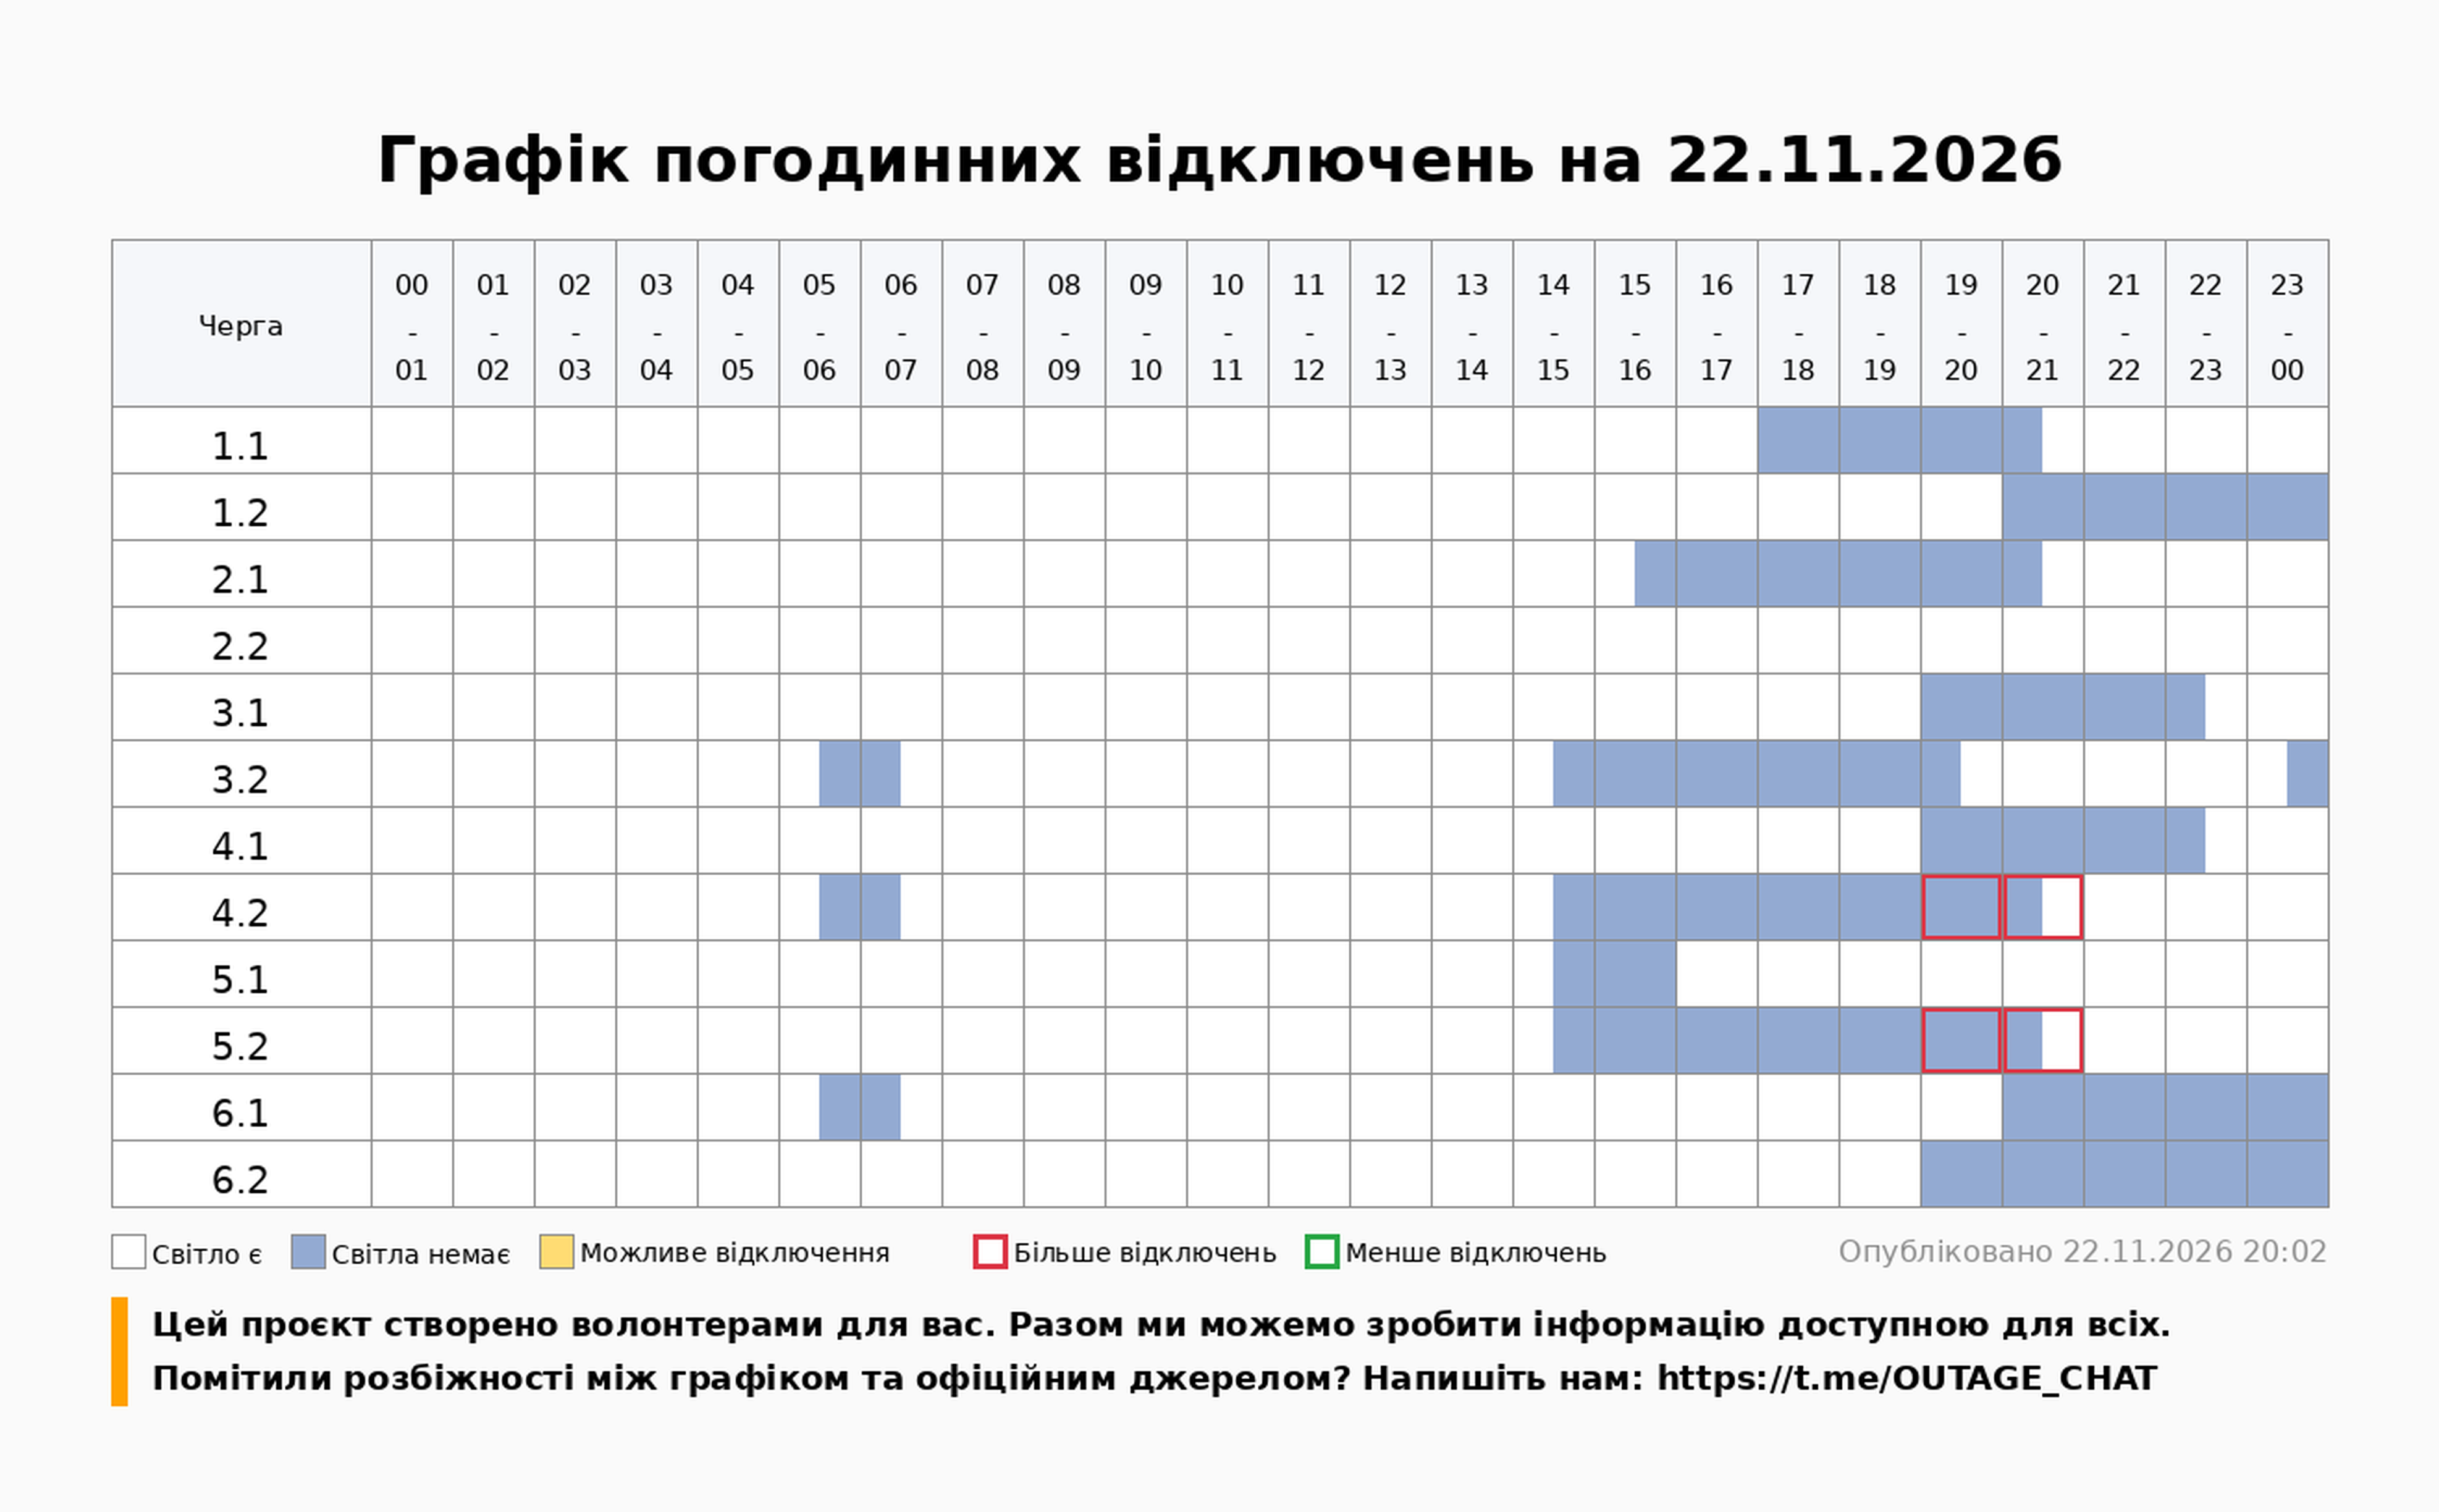 Графік погодинних відключень на 22.11.2026
Черга
00 - 01
01 - 02
02 - 03
03 - 04
04 - 05
05 - 06
06 - 07
07 - 08
08 - 09
09 - 10
10 - 11
11 - 12
12 - 13
13 - 14
14 - 15
15 - 16
16 - 17
17 - 18
18 - 19
19 - 20
20 - 21
21 - 22
22 - 23
23 - 00
1.1
1.2
2.1
2.2
3.1
3.2
4.1
4.2
5.1
5.2
6.1
6.2
Світло є
Світла немає
Можливе відключення
Більше відключень
Менше відключень
Опубліковано 22.11.2026 20:02
Цей проєкт створено волонтерами для вас. Разом ми можемо зробити інформацію доступною для всіх.
Помітили розбіжності між графіком та офіційним джерелом? Напишіть нам: https://t.me/OUTAGE_CHAT